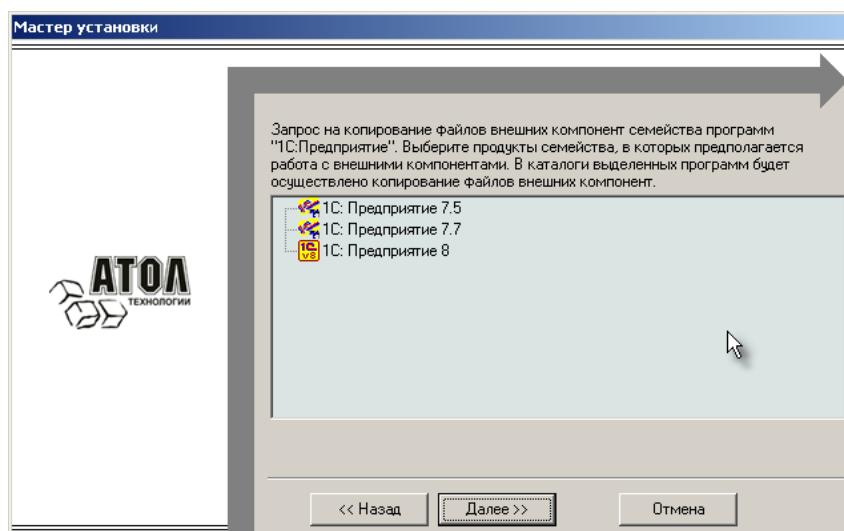 Мастер установки
Запрос на копирование файлов внешних компонент семейства программ
"1С:Предприятие". Выберите продукты семейства, в которых предполагается
работа с внешними компонентами. В каталоги выделенных программ будет
осуществлено копирование файлов внешних компонент.
1С: Предприятие 7.5
1С: Предприятие 7.7
1С v8 1С: Предприятие 8
АТОЛ
ТЕХНОЛОГИИ
<< Назад Далее >> Отмена